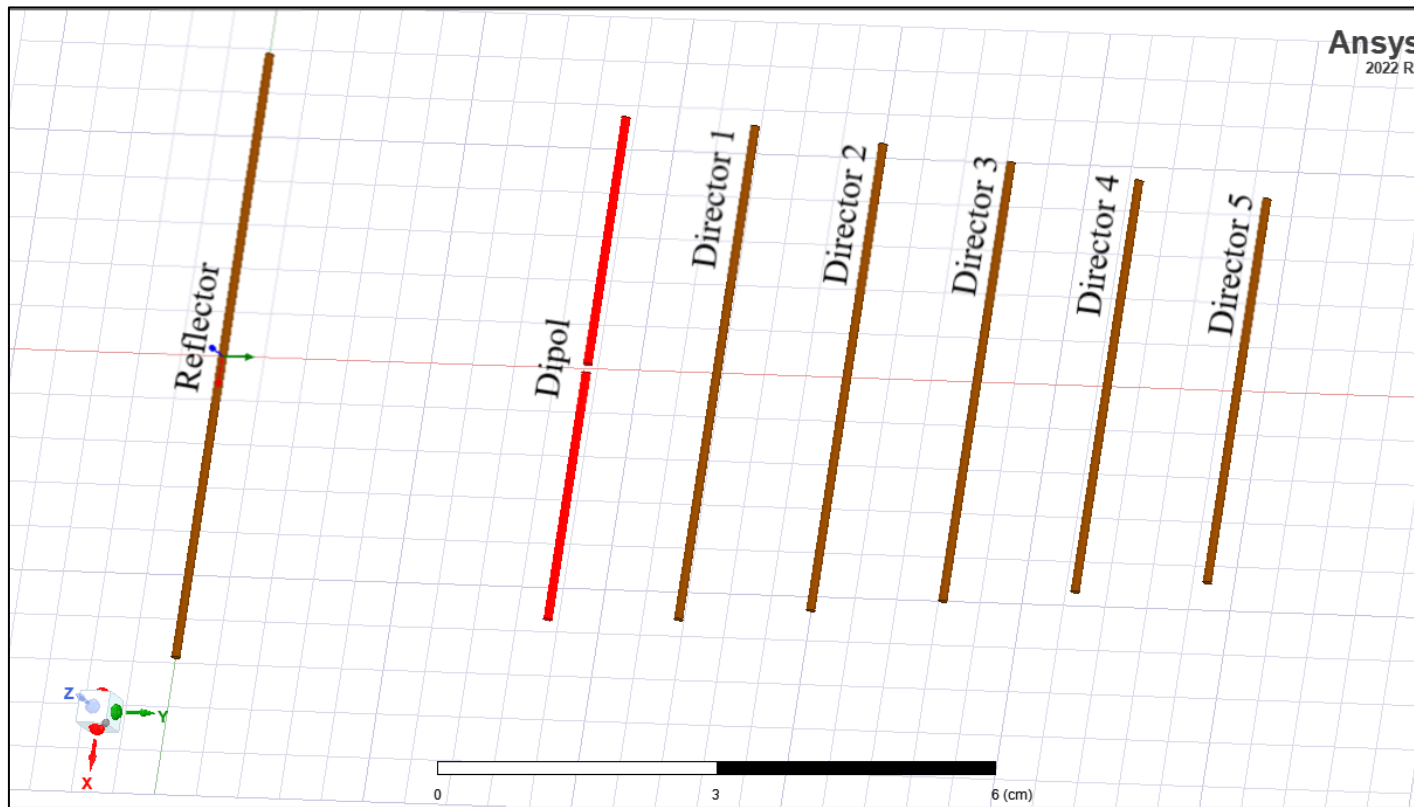 Ansys
2022 R
Reflector
Dipol
Director 1
Director 2
Director 3
Director 4
Director 5
Z
Y
X
0
3
6 (cm)